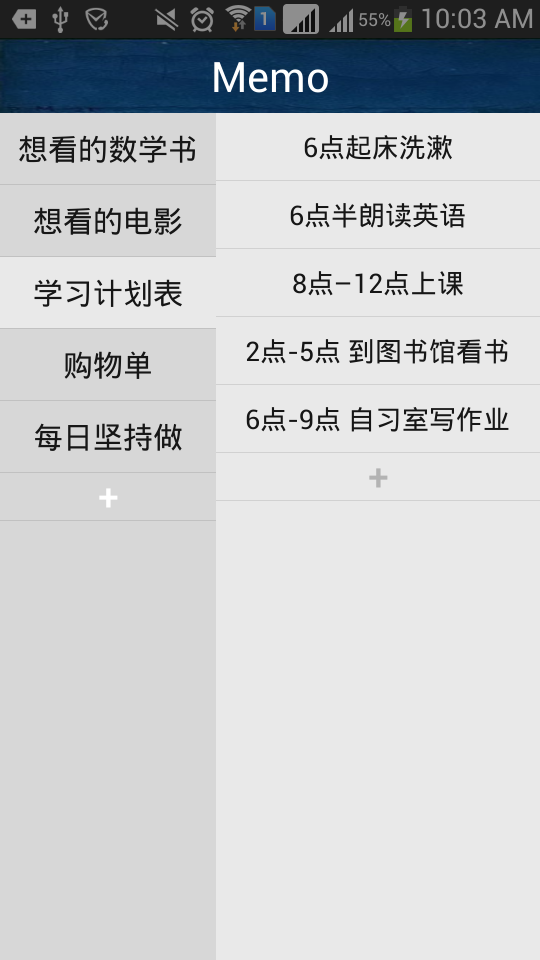 1 55% 10:03 AM
Memo
想看的数学书
想看的电影
学习计划表
购物单
每日坚持做
+
6点起床洗漱
6点半朗读英语
8点–12点上课
2点-5点 到图书馆看书
6点-9点 自习室写作业
+